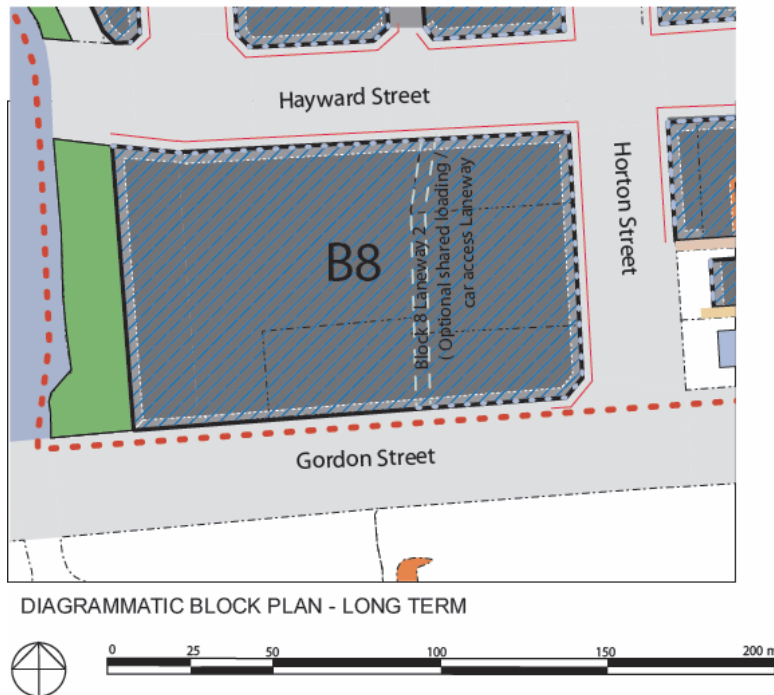 Hayward Street
Horton Street
B8
Block 8 Laneway 2
( Optional shared loading /
car access Laneway
Gordon Street
DIAGRAMMATIC BLOCK PLAN - LONG TERM
0 25 50 100 150 200 m